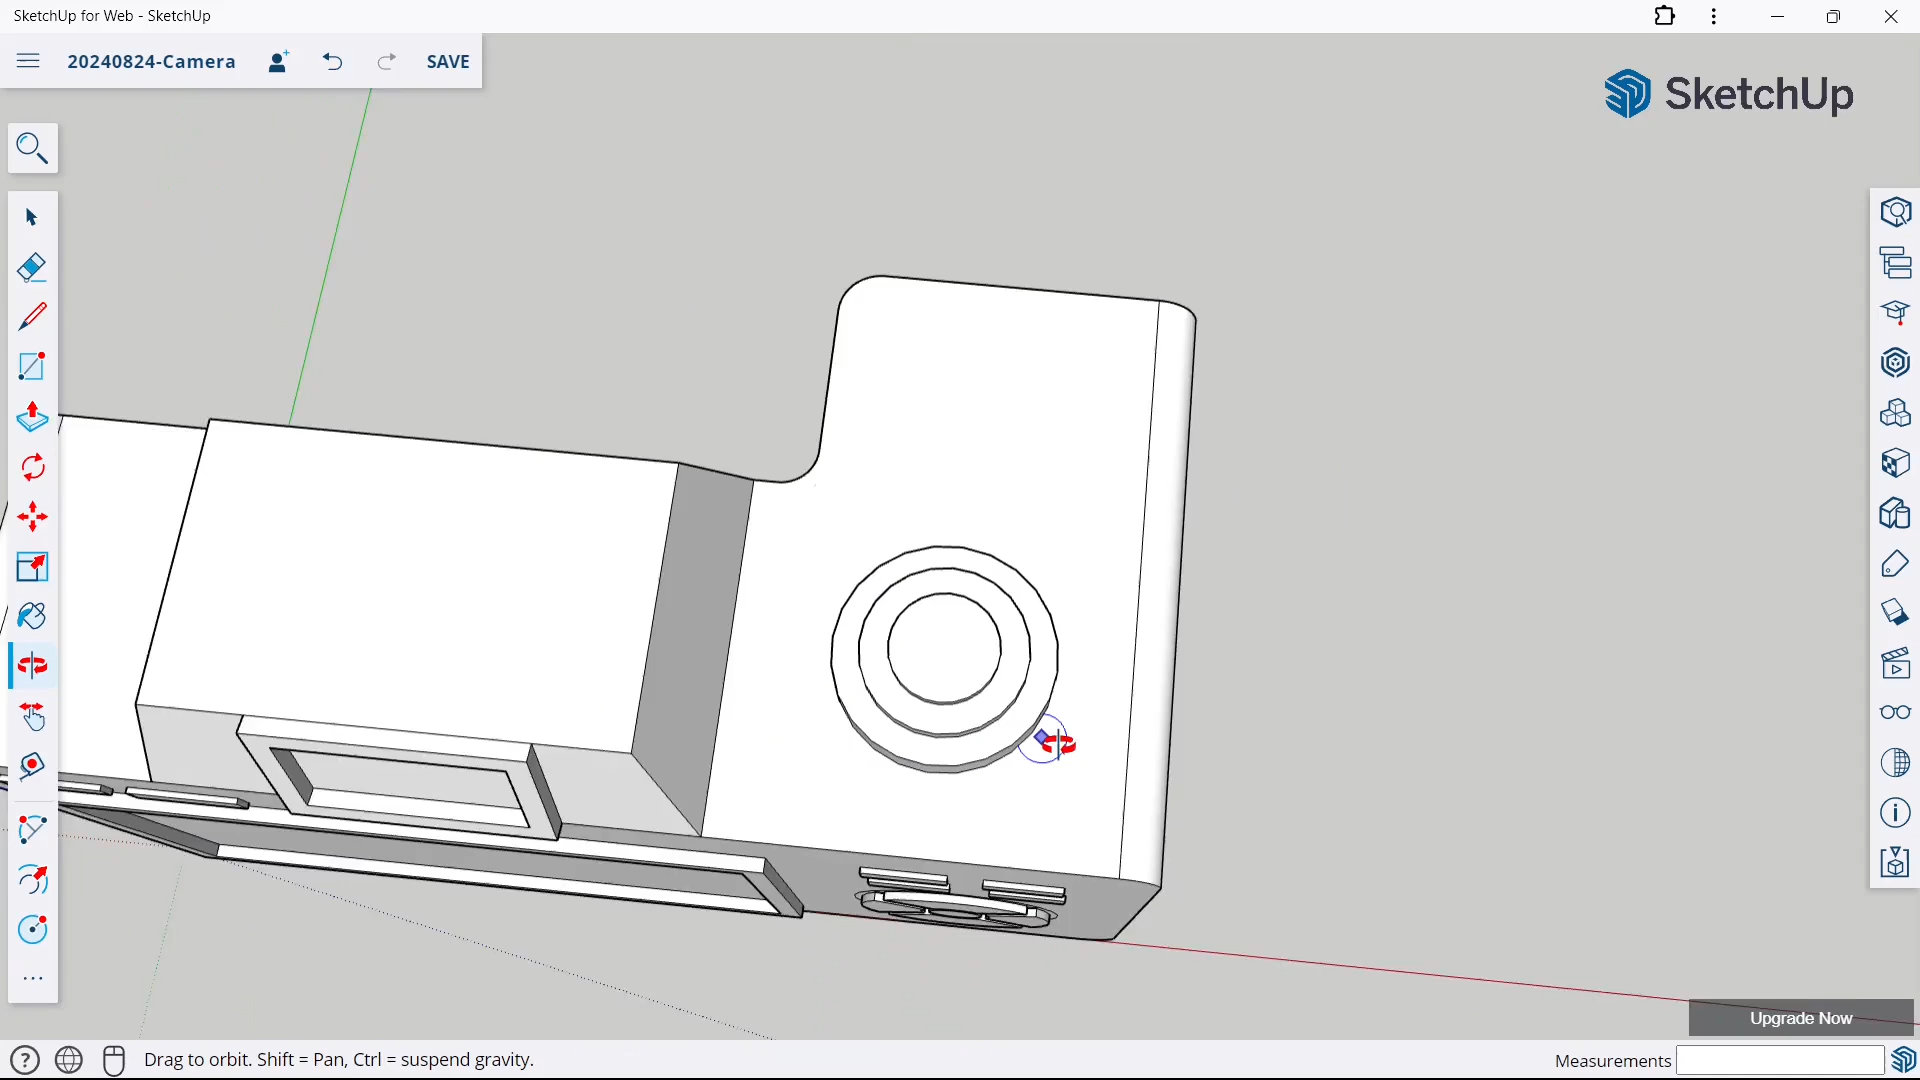 SketchUp for Web - SketchUp
20240824-Camera
SAVE
SketchUp
Upgrade Now
Drag to orbit. Shift = Pan, Ctrl = suspend gravity.
Measurements